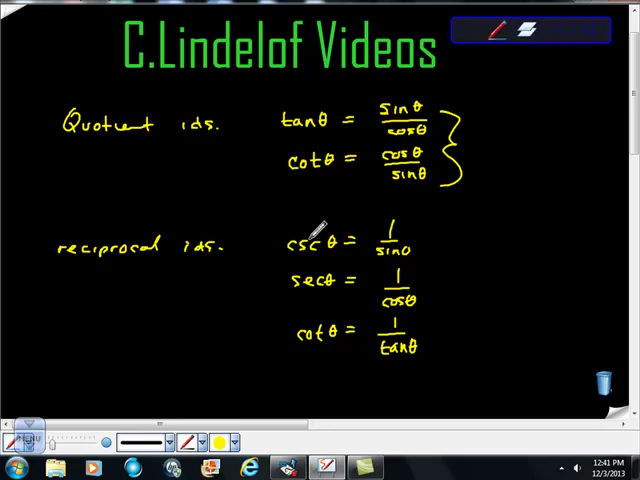 C.Lindelof Videos
Quotient ids. tanθ = sinθ/cosθ
cotθ = cosθ/sinθ
reciprocal ids. cscθ = 1/sinθ
secθ = 1/cosθ
cotθ = 1/tanθ
MENU
12:41 PM
12/3/2013